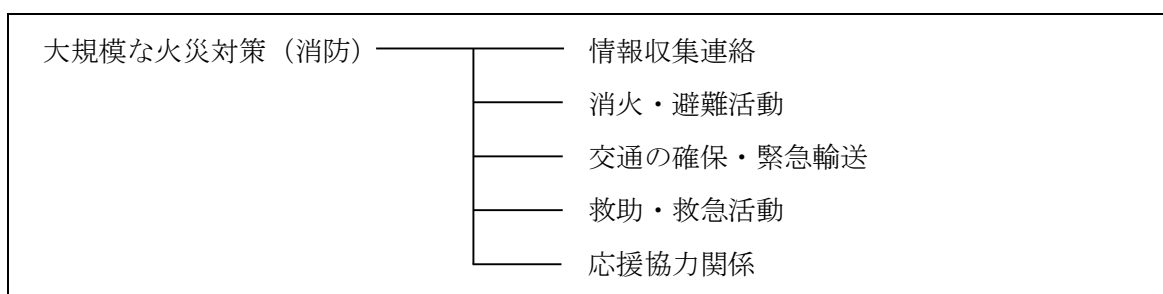 大規模な火災対策（消防）
情報収集連絡
消火・避難活動
交通の確保・緊急輸送
救助・救急活動
応援協力関係